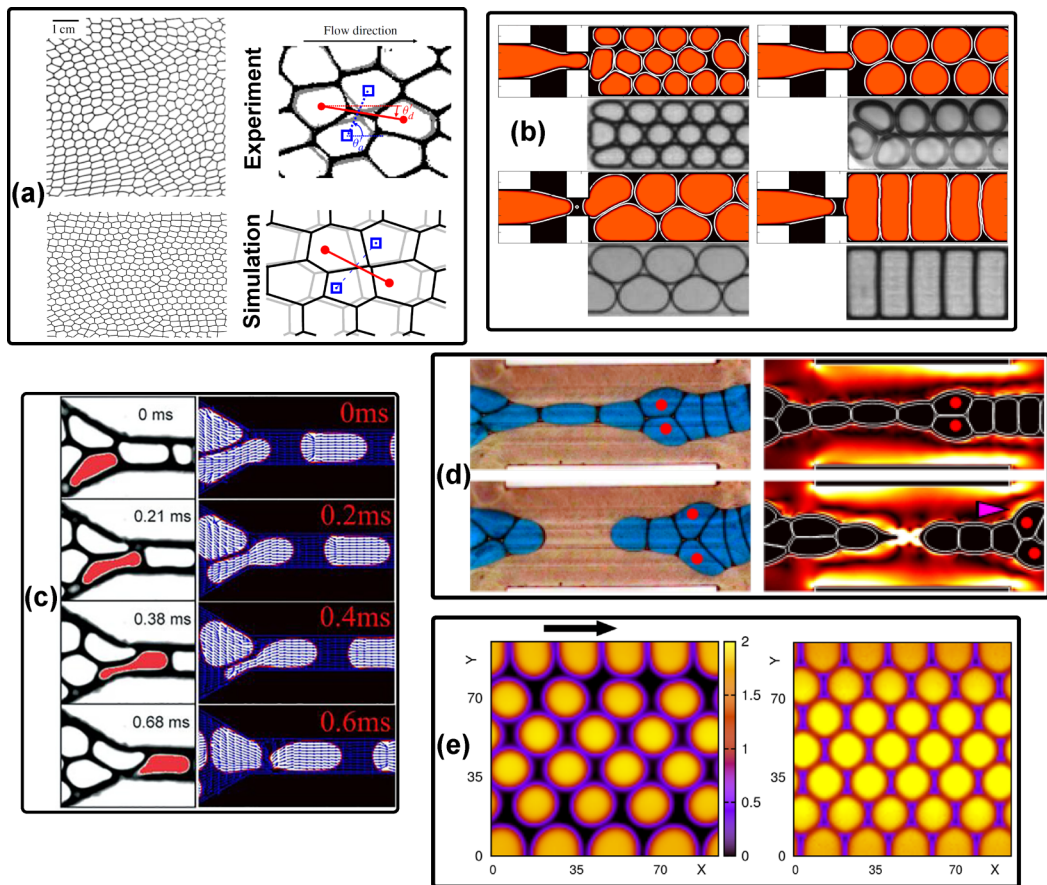 (a)
1 cm
Experiment
Flow direction
θ'd
θ'a
Simulation
(b)
(c)
0 ms
0ms
0.21 ms
0.2ms
0.38 ms
0.4ms
0.68 ms
0.6ms
(d)
(e)
Y
70
35
0
0 35 70 X
2
1.5
1
0.5
0
Y
70
35
0
0 35 70 X